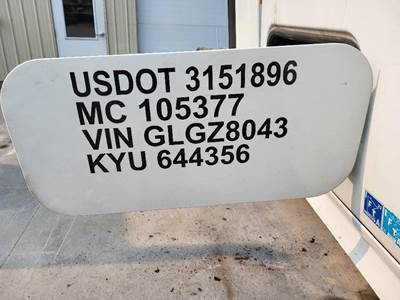 USDOT 3151896
MC 105377
VIN GLGZ8043
KYU 644356